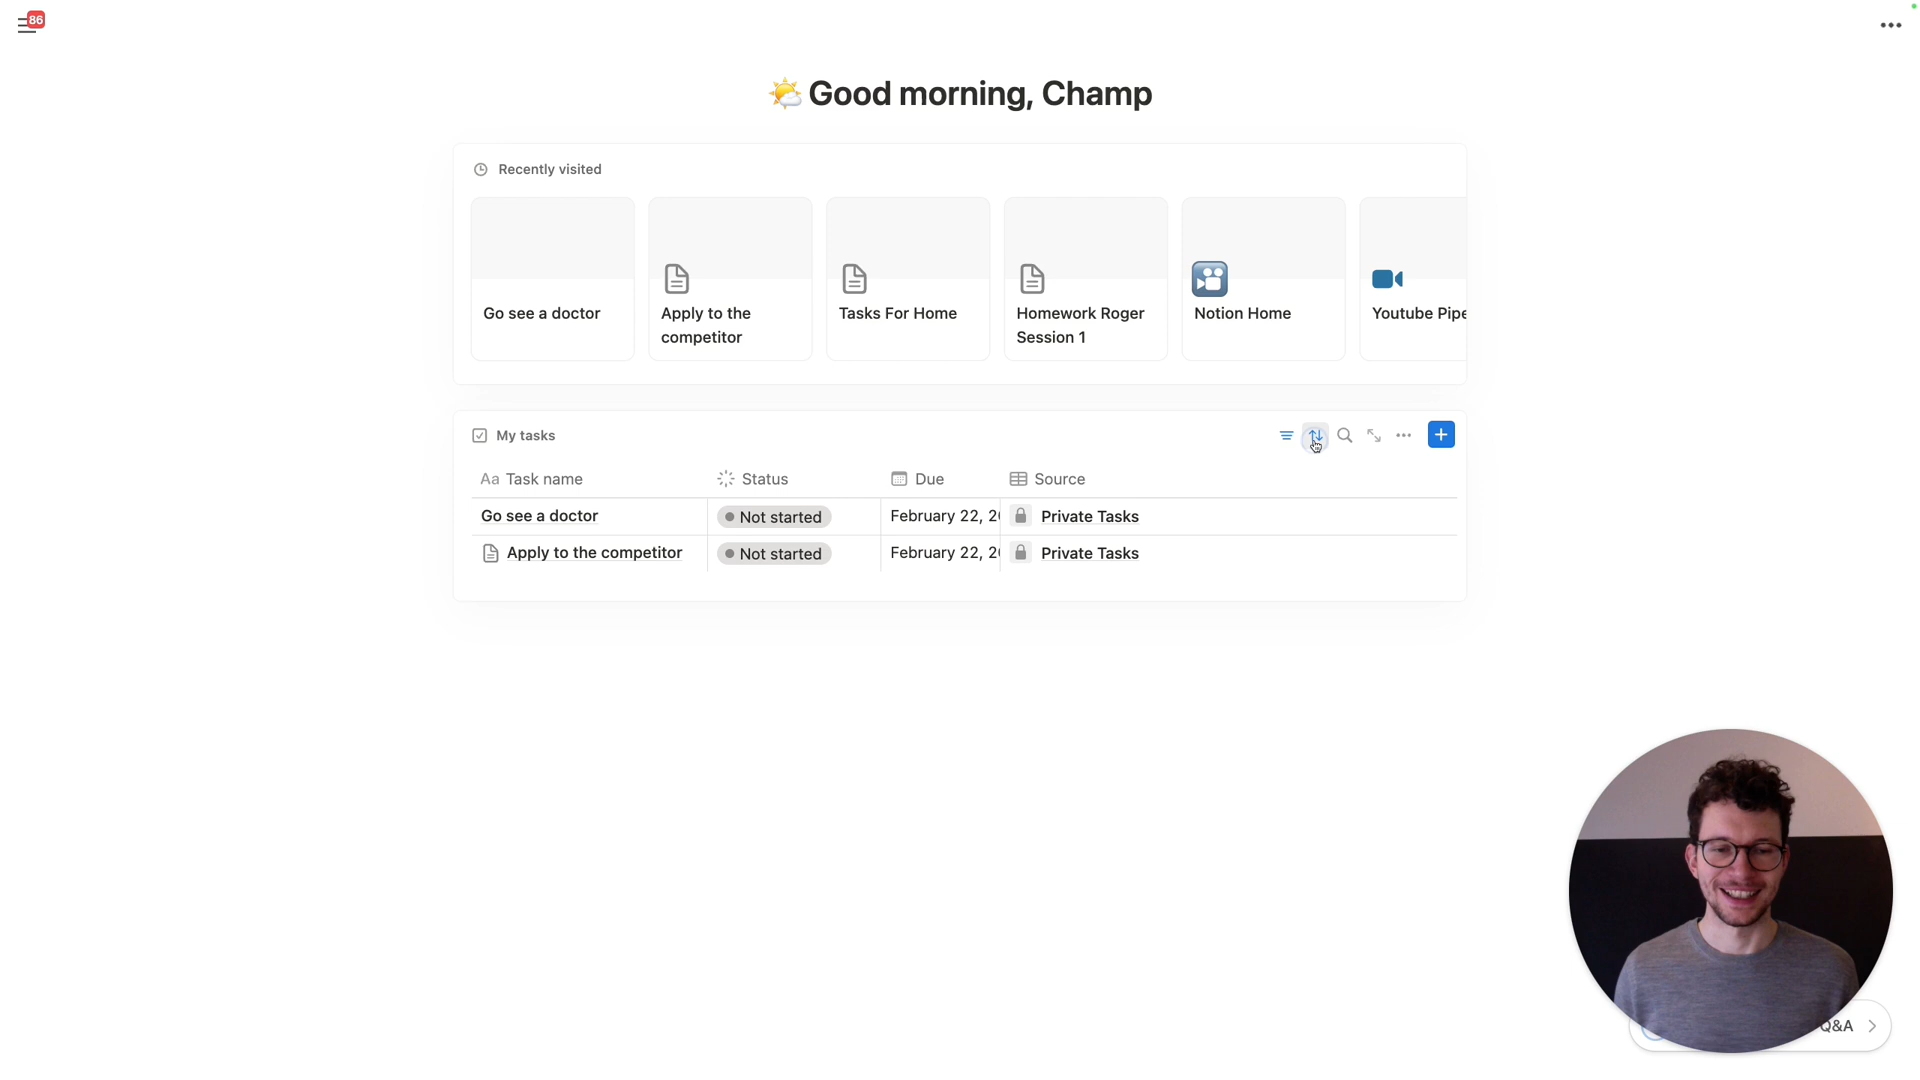 86
Good morning, Champ
Recently visited
Go see a doctor
Apply to the
competitor
Tasks For Home
Homework Roger
Session 1
Notion Home
Youtube Pipe
My tasks
Aa Task name
Status
Due
Source
Go see a doctor
Not started
February 22, 20
Private Tasks
Apply to the competitor
Not started
February 22, 20
Private Tasks
Q&A